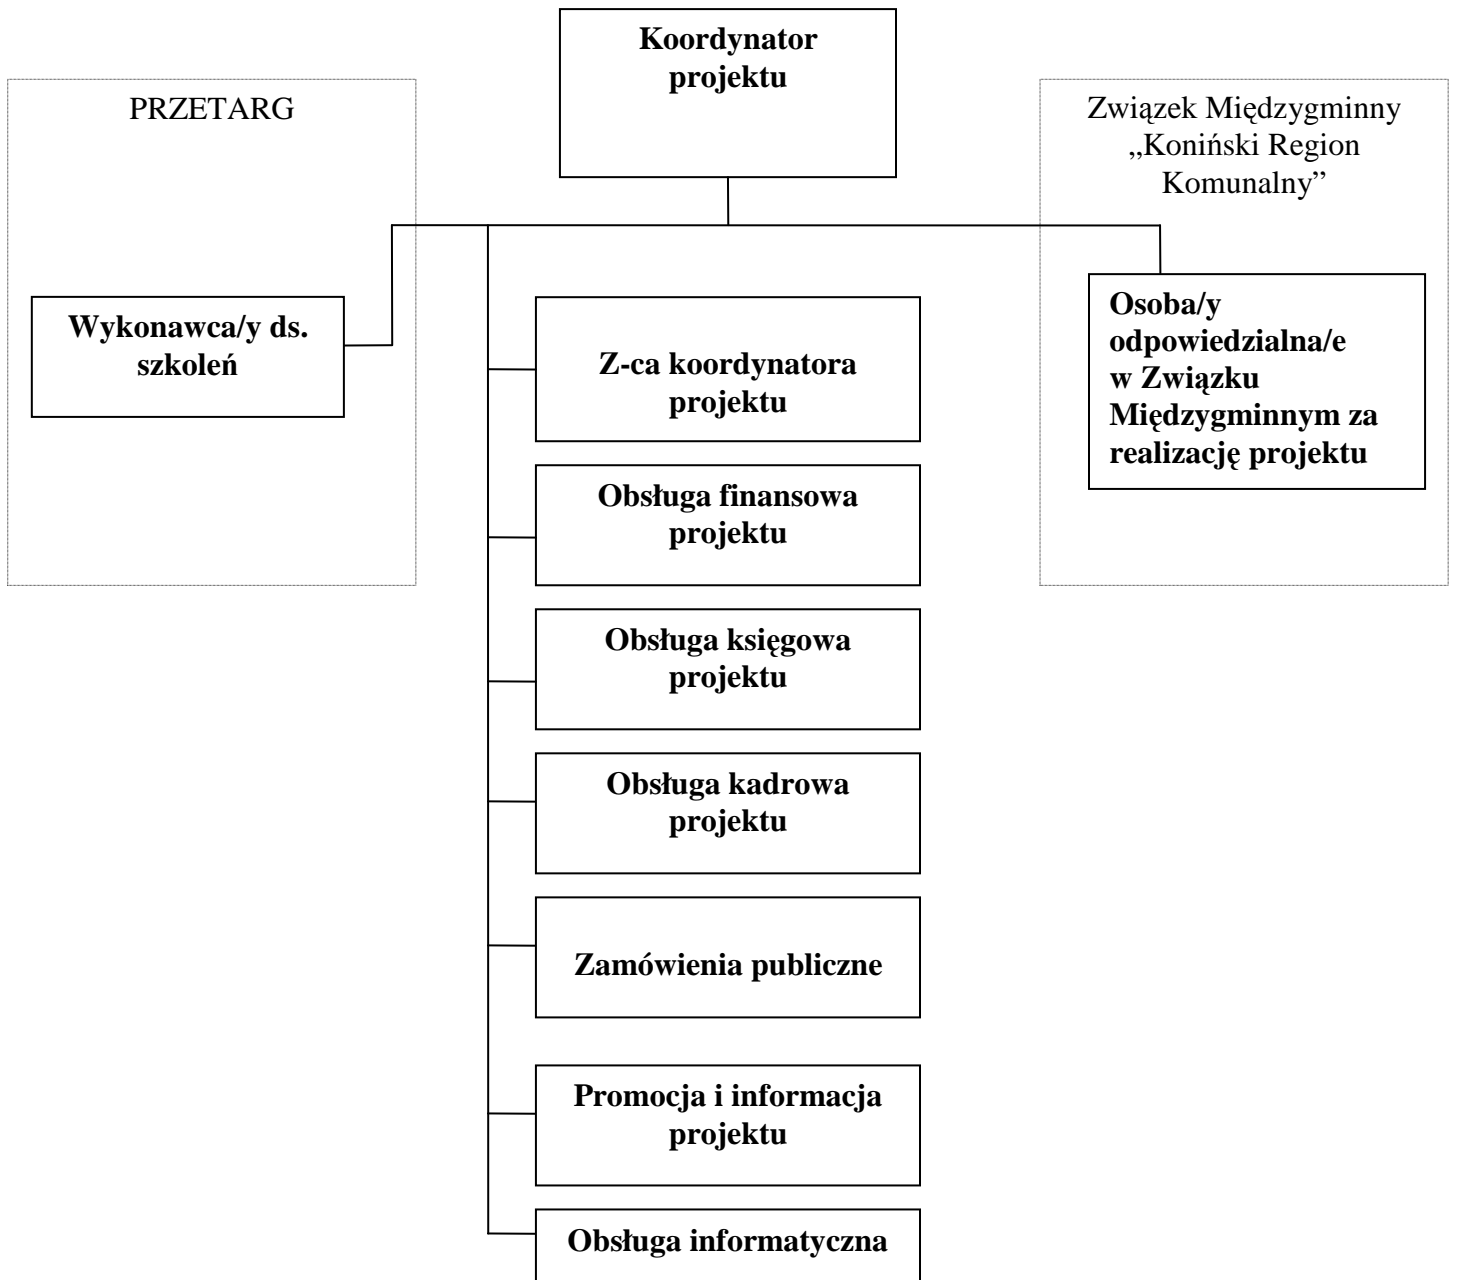 Koordynator
projektu
PRZETARG
Związek Międzygminny
„Koniński Region
Komunalny”
Wykonawca/y ds.
szkoleń
Osoba/y
odpowiedzialna/e
w Związku
Międzygminnym za
realizację projektu
Z-ca koordynatora
projektu
Obsługa finansowa
projektu
Obsługa księgowa
projektu
Obsługa kadrowa
projektu
Zamówienia publiczne
Promocja i informacja
projektu
Obsługa informatyczna